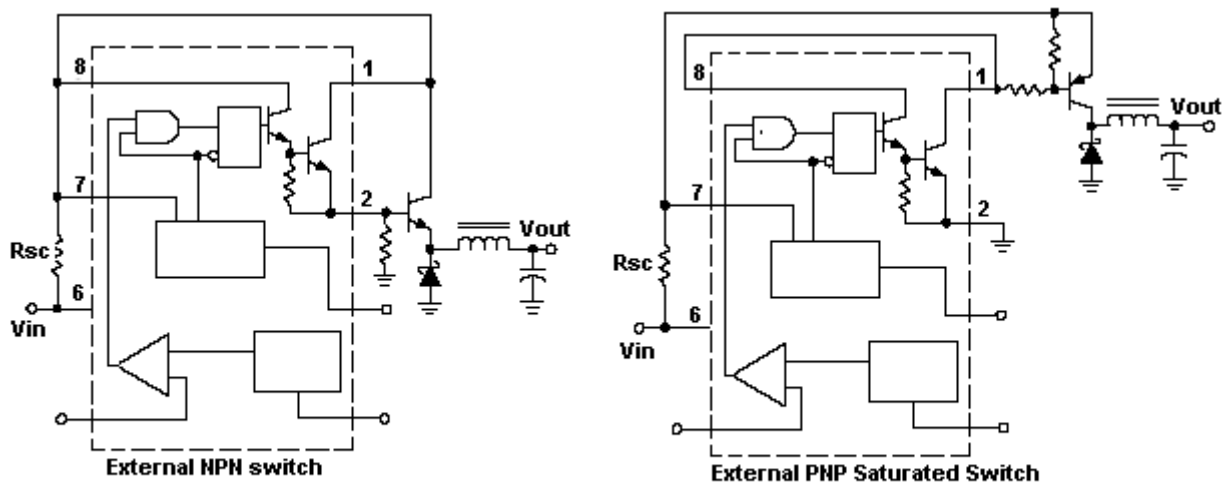 8
1
7
2
Rsc
Vout
6
Vin
External NPN switch
8
1
Vout
7
2
Rsc
6
Vin
External PNP Saturated Switch